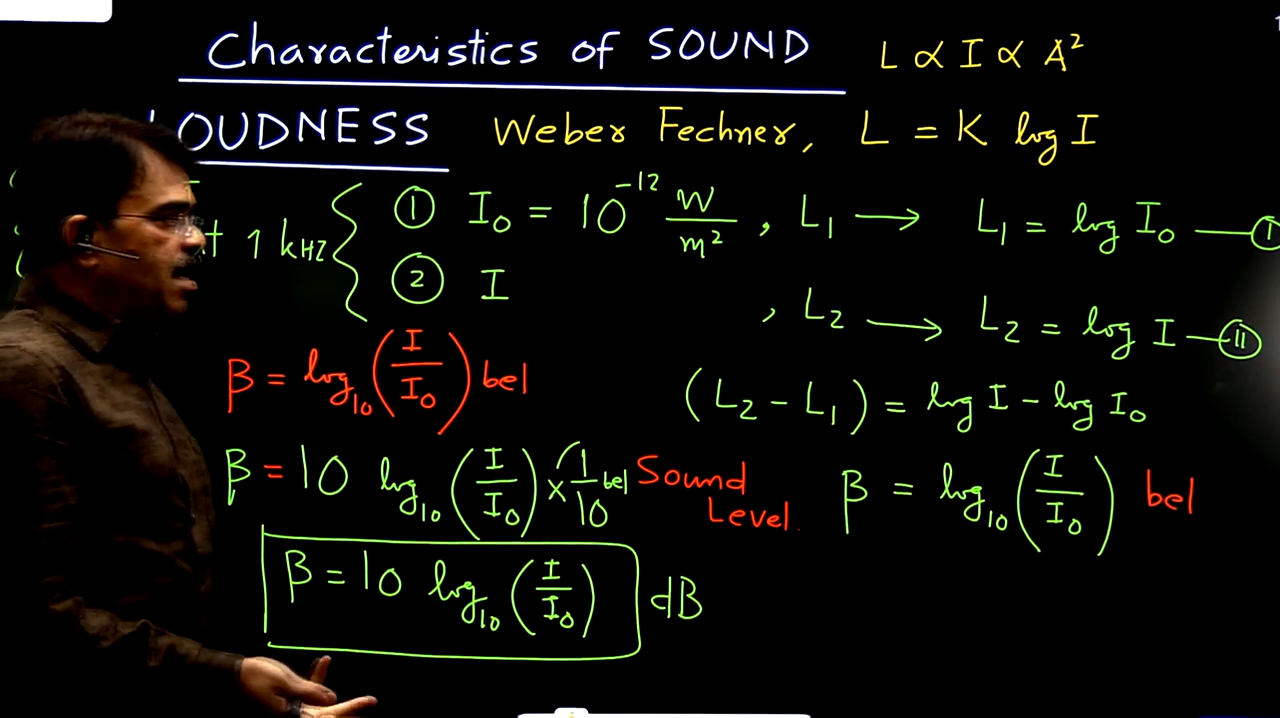 Characteristics of SOUND L ∝ I ∝ A²
LOUDNESS Weber Fechner, L = K log I
at 1 kHz { ① I₀ = 10⁻¹² W/m² , L₁ → L₁ = log I₀ — Ⓘ
② I , L₂ → L₂ = log I — II
β = log₁₀ (I/I₀) bel (L₂ - L₁) = log I - log I₀
β = 10 log₁₀ (I/I₀) × 1/10 bel Sound Level. β = log₁₀ (I/I₀) bel
β = 10 log₁₀ (I/I₀) dB